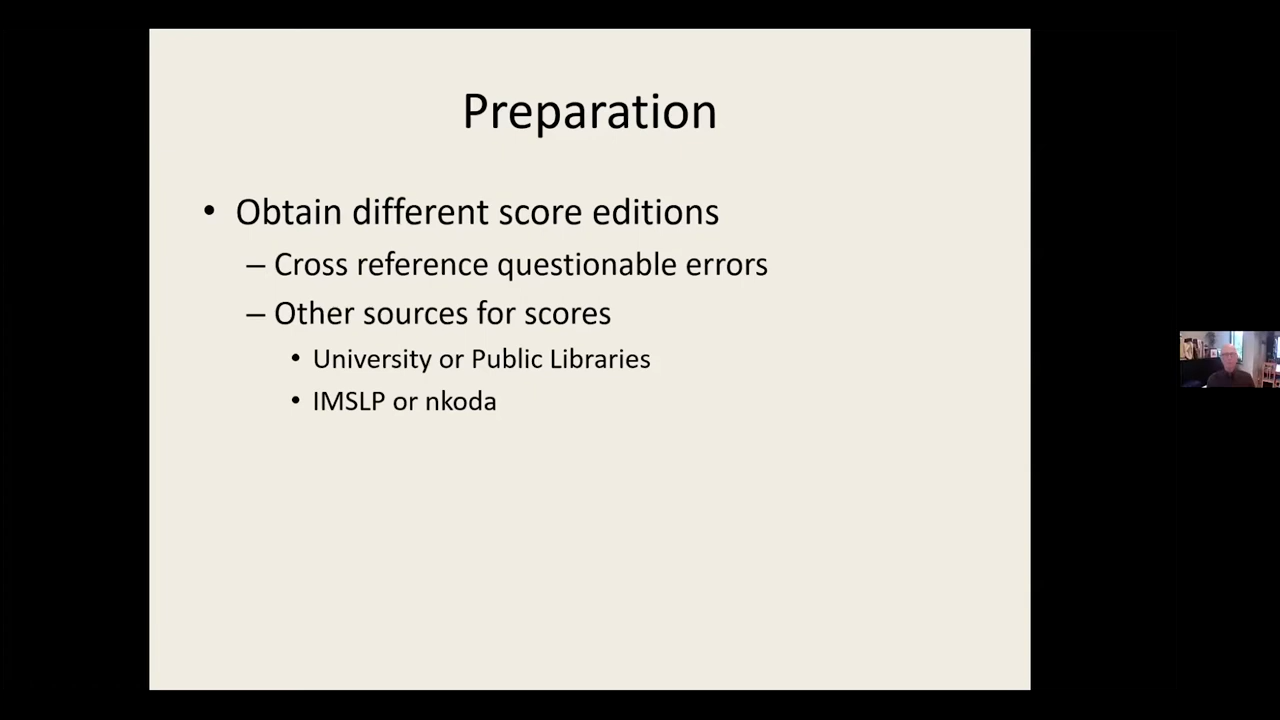 Preparation
• Obtain different score editions
– Cross reference questionable errors
– Other sources for scores
• University or Public Libraries
• IMSLP or nkoda